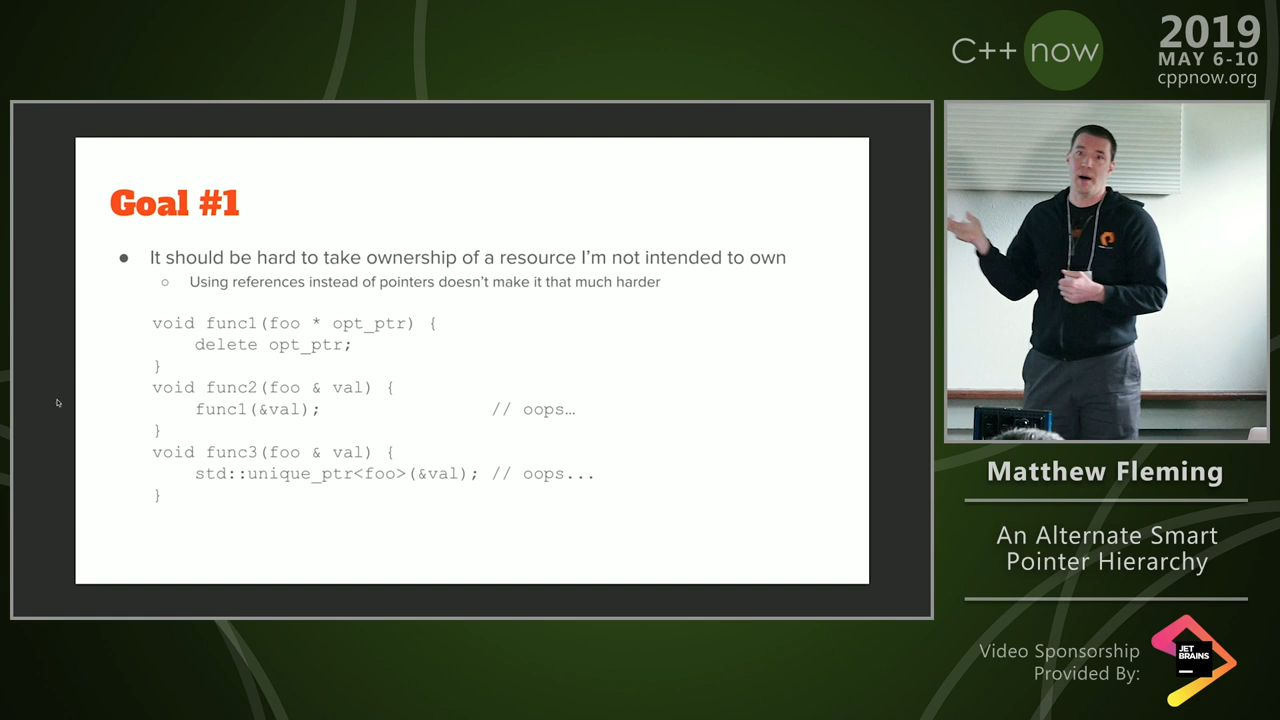 C++ now
2019
MAY 6-10
cppnow.org
Goal #1
● It should be hard to take ownership of a resource I'm not intended to own
○ Using references instead of pointers doesn't make it that much harder
void func1(foo * opt_ptr) {
    delete opt_ptr;
}
void func2(foo & val) {
    func1(&val);                // oops…
}
void func3(foo & val) {
    std::unique_ptr<foo>(&val); // oops...
}
Matthew Fleming
An Alternate Smart
Pointer Hierarchy
Video Sponsorship
Provided By:
JET
BRAINS